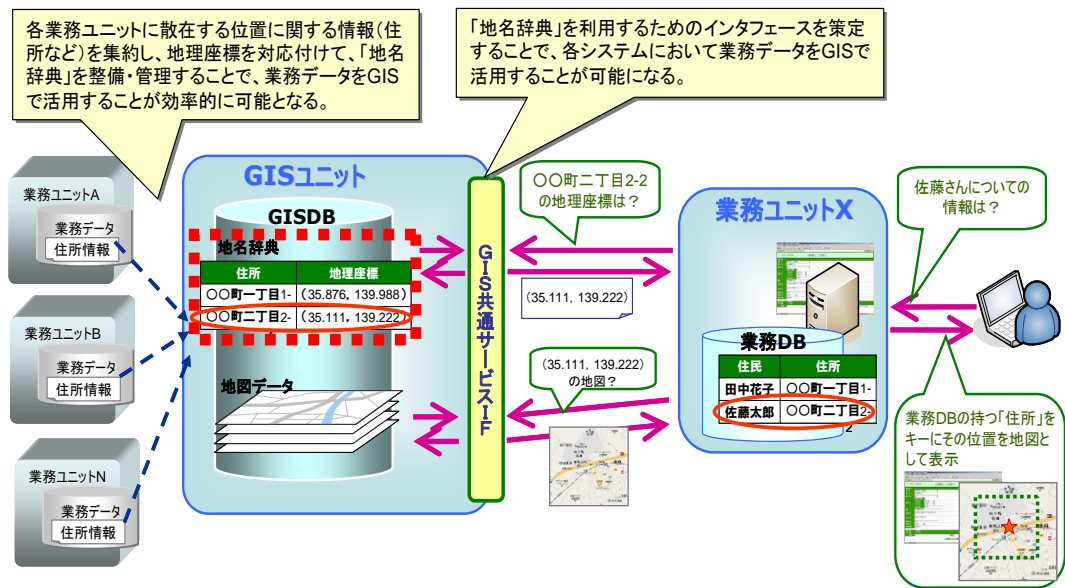 各業務ユニットに散在する位置に関する情報(住
所など)を集約し、地理座標を対応付けて、「地名
辞典」を整備・管理することで、業務データをGIS
で活用することが効率的に可能となる。
「地名辞典」を利用するためのインタフェースを策定
することで、各システムにおいて業務データをGISで
活用することが可能になる。
業務ユニットA
業務データ
住所情報
業務ユニットB
業務データ
住所情報
業務ユニットN
業務データ
住所情報
GISユニット
GISDB
地名辞典
住所 地理座標
〇〇町一丁目1- (35.876, 139.988)
〇〇町二丁目2- (35.111, 139.222)
地図データ
GIS共通サービスIF
〇〇町二丁目2-2
の地理座標は?
(35.111, 139.222)
(35.111, 139.222)
の地図?
業務ユニットX
業務DB
住民 住所
田中花子 〇〇町一丁目1-
佐藤太郎 〇〇町二丁目2-
2
佐藤さんについての
情報は?
業務DBの持つ「住所」を
キーにその位置を地図と
して表示